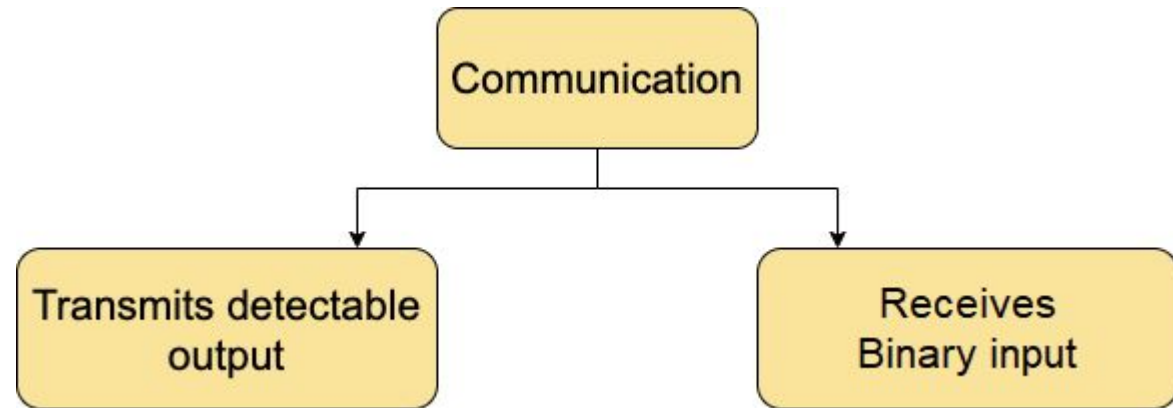 Communication
Transmits detectable
output
Receives
Binary input